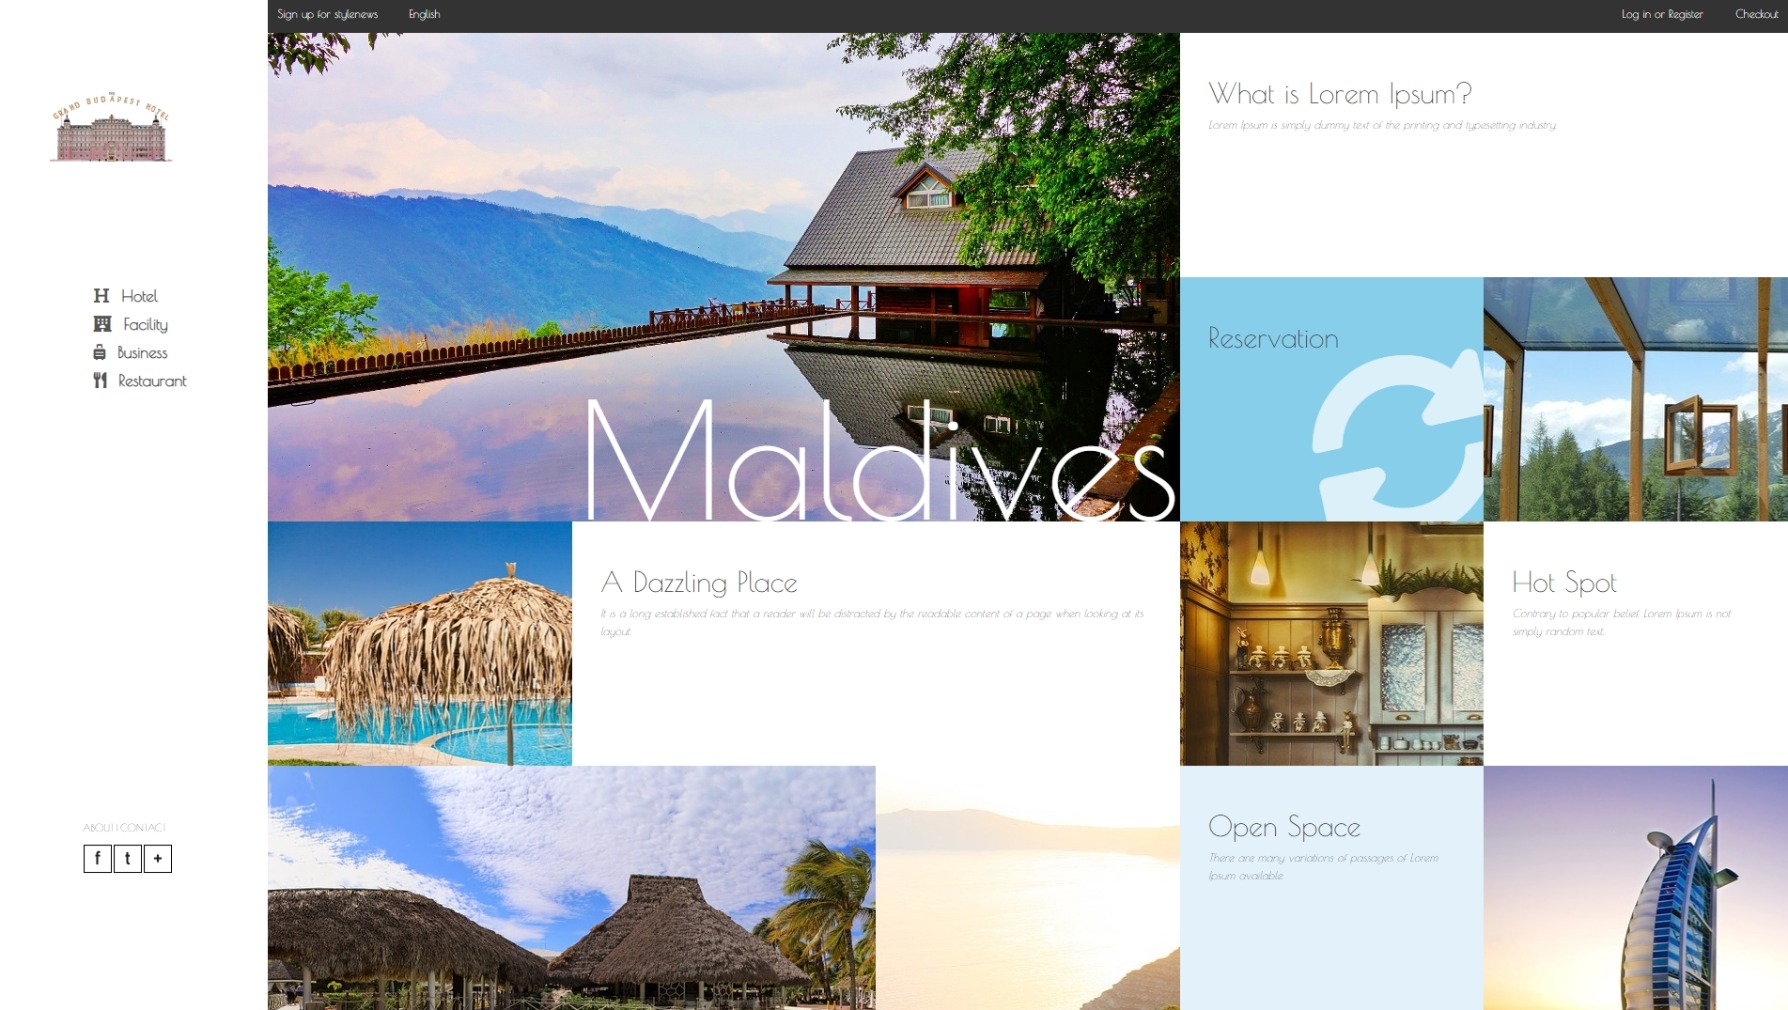 Sign up for stylenews
English
Log in or Register
Checkout
THE
GRAND BUDAPEST HOTEL
H Hotel
Facility
Business
Restaurant
ABOUT | CONTACT
f t +
Maldives
What is Lorem Ipsum?
Lorem Ipsum is simply dummy text of the printing and typesetting industry.
Reservation
A Dazzling Place
It is a long established fact that a reader will be distracted by the readable content of a page when looking at its
layout.
Hot Spot
Contrary to popular belief, Lorem Ipsum is not
simply random text.
Open Space
There are many variations of passages of Lorem
Ipsum available